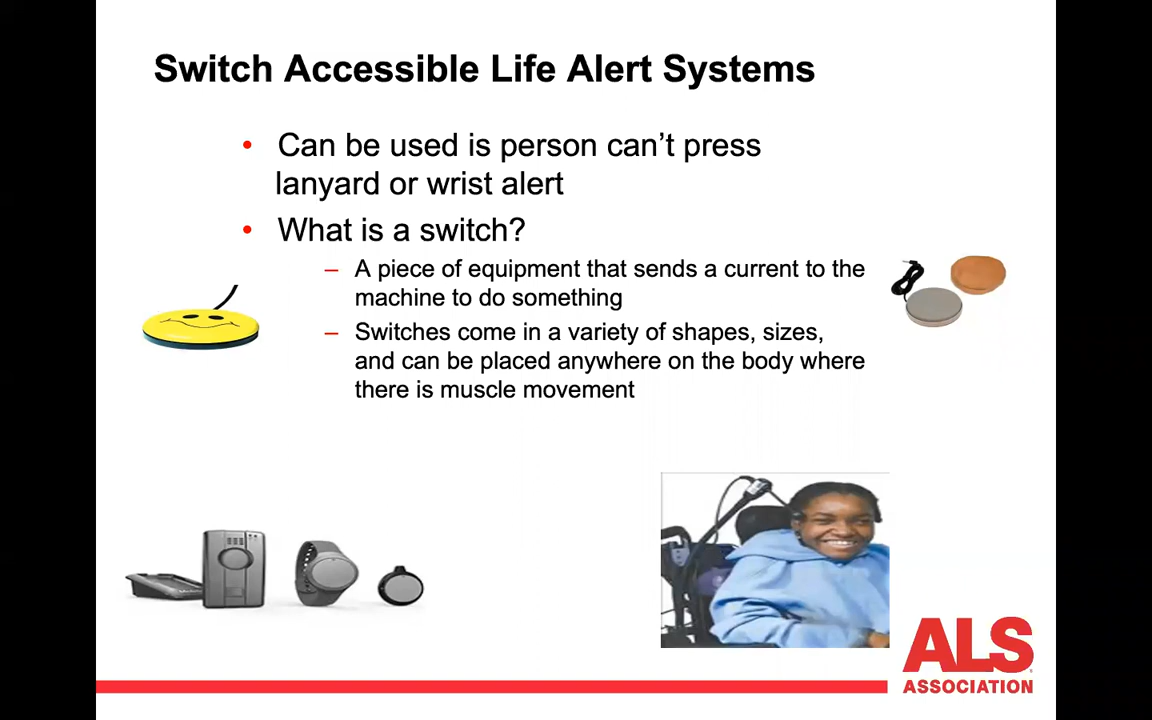 Switch Accessible Life Alert Systems
• Can be used is person can't press
lanyard or wrist alert
• What is a switch?
– A piece of equipment that sends a current to the
machine to do something
– Switches come in a variety of shapes, sizes,
and can be placed anywhere on the body where
there is muscle movement
ALS
ASSOCIATION